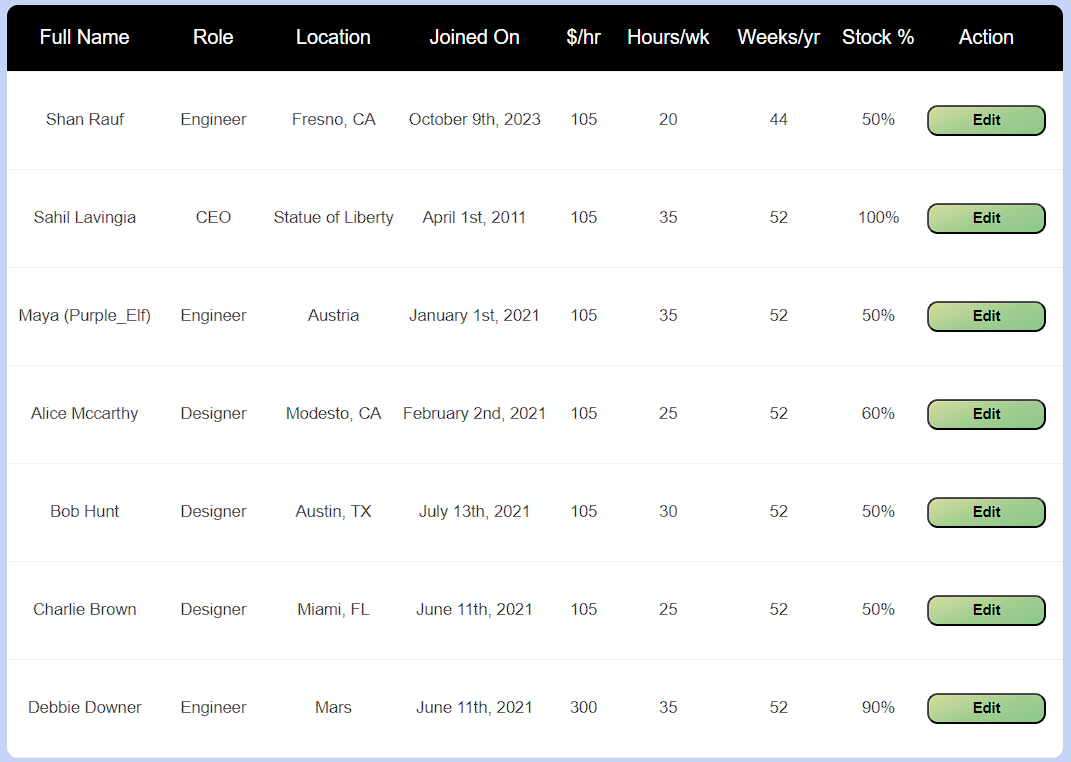 Full Name Role Location Joined On $/hr Hours/wk Weeks/yr Stock % Action
Shan Rauf Engineer Fresno, CA October 9th, 2023 105 20 44 50% Edit
Sahil Lavingia CEO Statue of Liberty April 1st, 2011 105 35 52 100% Edit
Maya (Purple_Elf) Engineer Austria January 1st, 2021 105 35 52 50% Edit
Alice Mccarthy Designer Modesto, CA February 2nd, 2021 105 25 52 60% Edit
Bob Hunt Designer Austin, TX July 13th, 2021 105 30 52 50% Edit
Charlie Brown Designer Miami, FL June 11th, 2021 105 25 52 50% Edit
Debbie Downer Engineer Mars June 11th, 2021 300 35 52 90% Edit